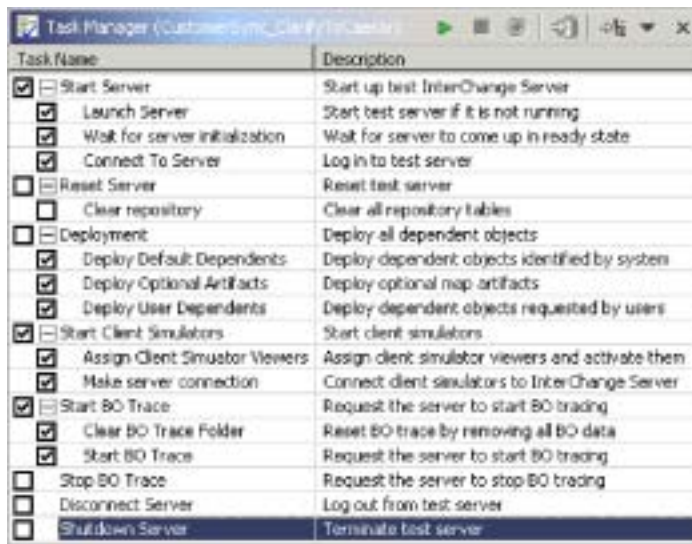 Task Manager (CustomerSync_ClarifyToCaesar)
Task Name Description
Start Server Start up test InterChange Server
Launch Server Start test server if it is not running
Wait for server initialization Wait for server to come up in ready state
Connect To Server Log in to test server
Reset Server Reset test server
Clear repository Clear all repository tables
Deployment Deploy all dependent objects
Deploy Default Dependents Deploy dependent objects identified by system
Deploy Optional Artifacts Deploy optional map artifacts
Deploy User Dependents Deploy dependent objects requested by users
Start Client Simulators Start client simulators
Assign Client Simuator Viewers Assign client simulator viewers and activate them
Make server connection Connect client simulators to InterChange Server
Start BO Trace Request the server to start BO tracing
Clear BO Trace Folder Reset BO trace by removing all BO data
Start BO Trace Request the server to start BO tracing
Stop BO Trace Request the server to stop BO tracing
Disconnect Server Log out from test server
Shutdown Server Terminate test server